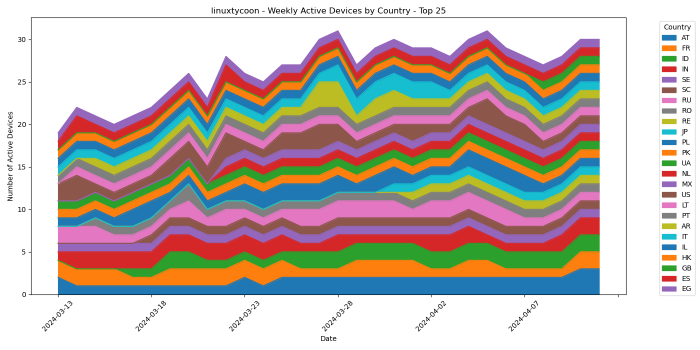 linuxtycoon - Weekly Active Devices by Country - Top 25
Number of Active Devices
30
25
20
15
10
5
0
2024-03-13
2024-03-18
2024-03-23
2024-03-28
2024-04-02
2024-04-07
Date
Country
AT
FR
ID
IN
SE
SC
RU
RO
RE
JP
PL
PK
UA
NL
MX
US
LT
PT
AR
IT
IL
HK
GB
ES
EG